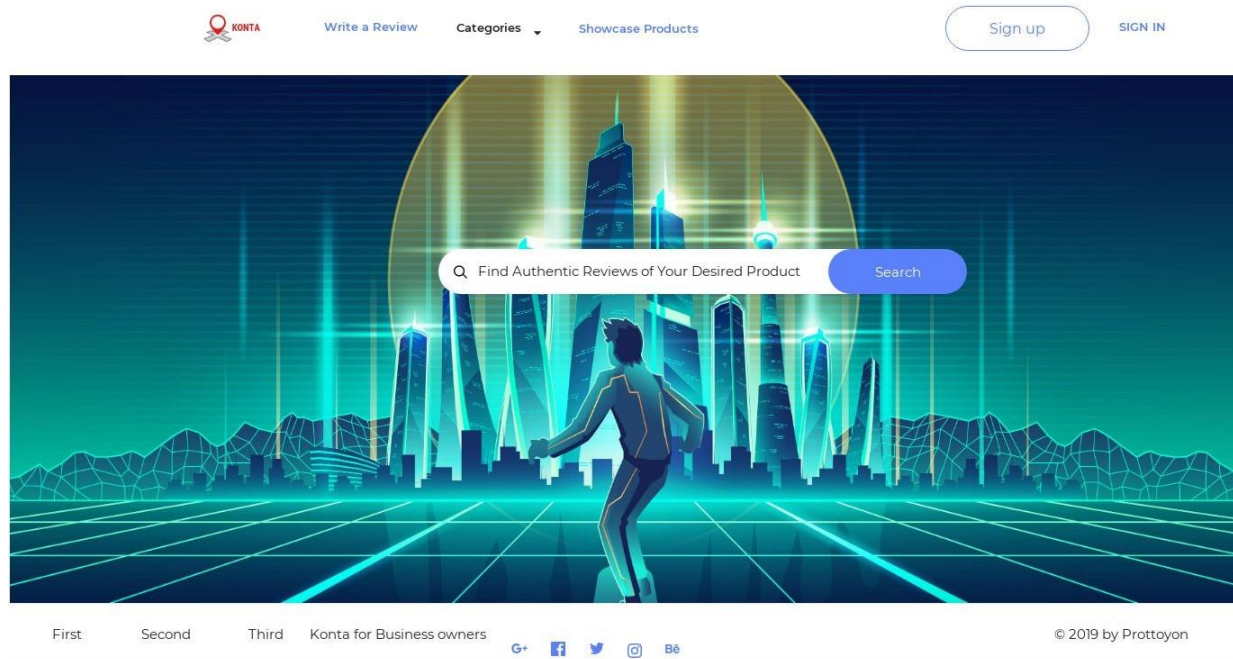 KONTA
Write a Review
Categories
Showcase Products
Sign up
SIGN IN
Find Authentic Reviews of Your Desired Product
Search
First
Second
Third
Konta for Business owners
G+
Bē
© 2019 by Prottoyon